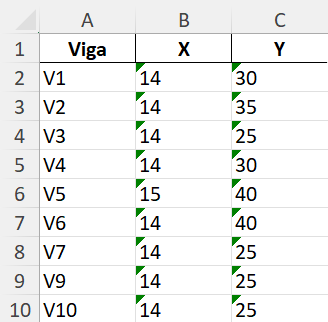 A B C
1 Viga X Y
2 V1 14 30
3 V2 14 35
4 V3 14 25
5 V4 14 30
6 V5 15 40
7 V6 14 40
8 V7 14 25
9 V9 14 25
10 V10 14 25